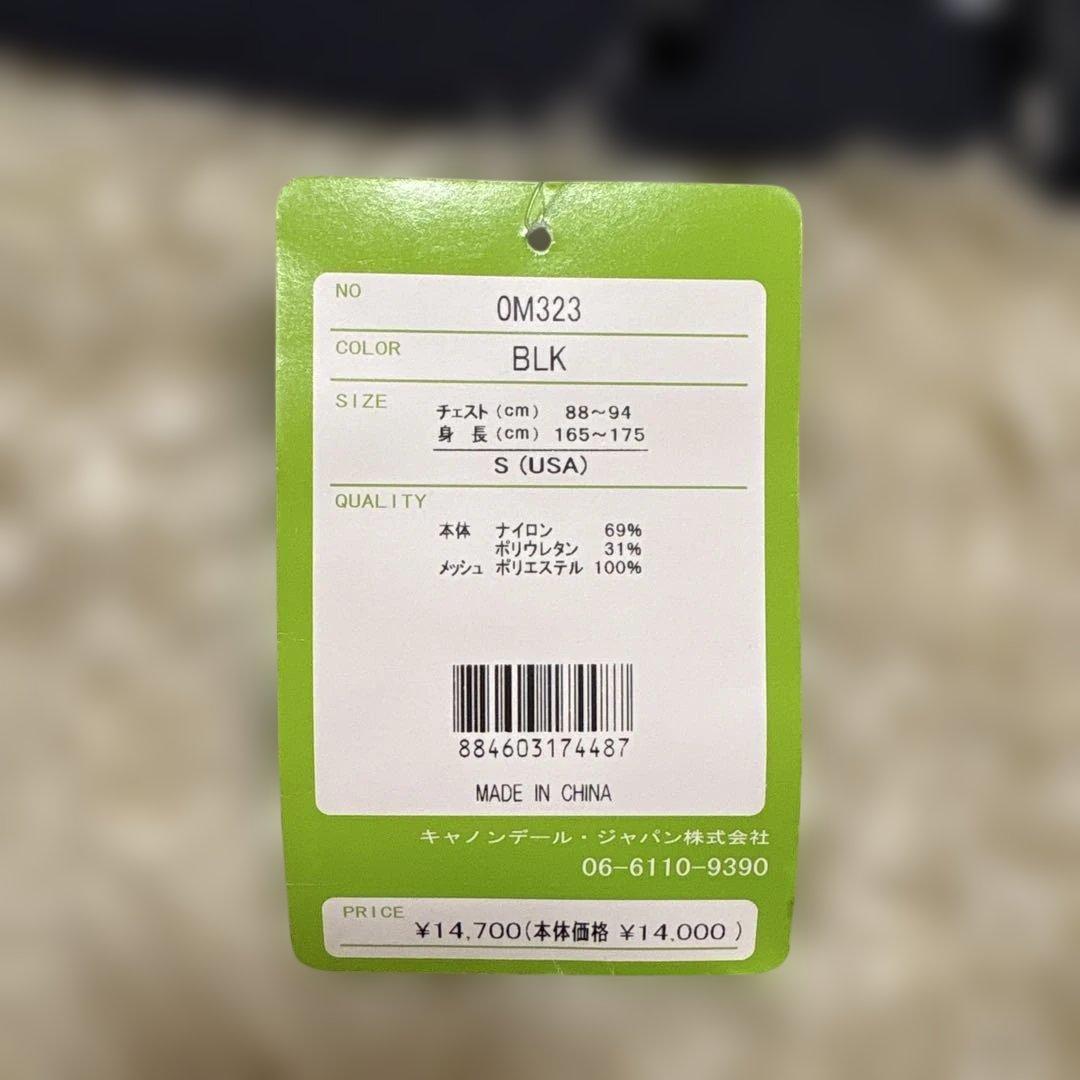 NO 0M323
COLOR BLK
SIZE チェスト(cm) 88〜94
身 長(cm) 165〜175
S(USA)
QUALITY
本体 ナイロン 69%
ポリウレタン 31%
メッシュ ポリエステル 100%
884603174487
MADE IN CHINA
キャノンデール・ジャパン株式会社
06-6110-9390
PRICE
¥14,700(本体価格 ¥14,000 )